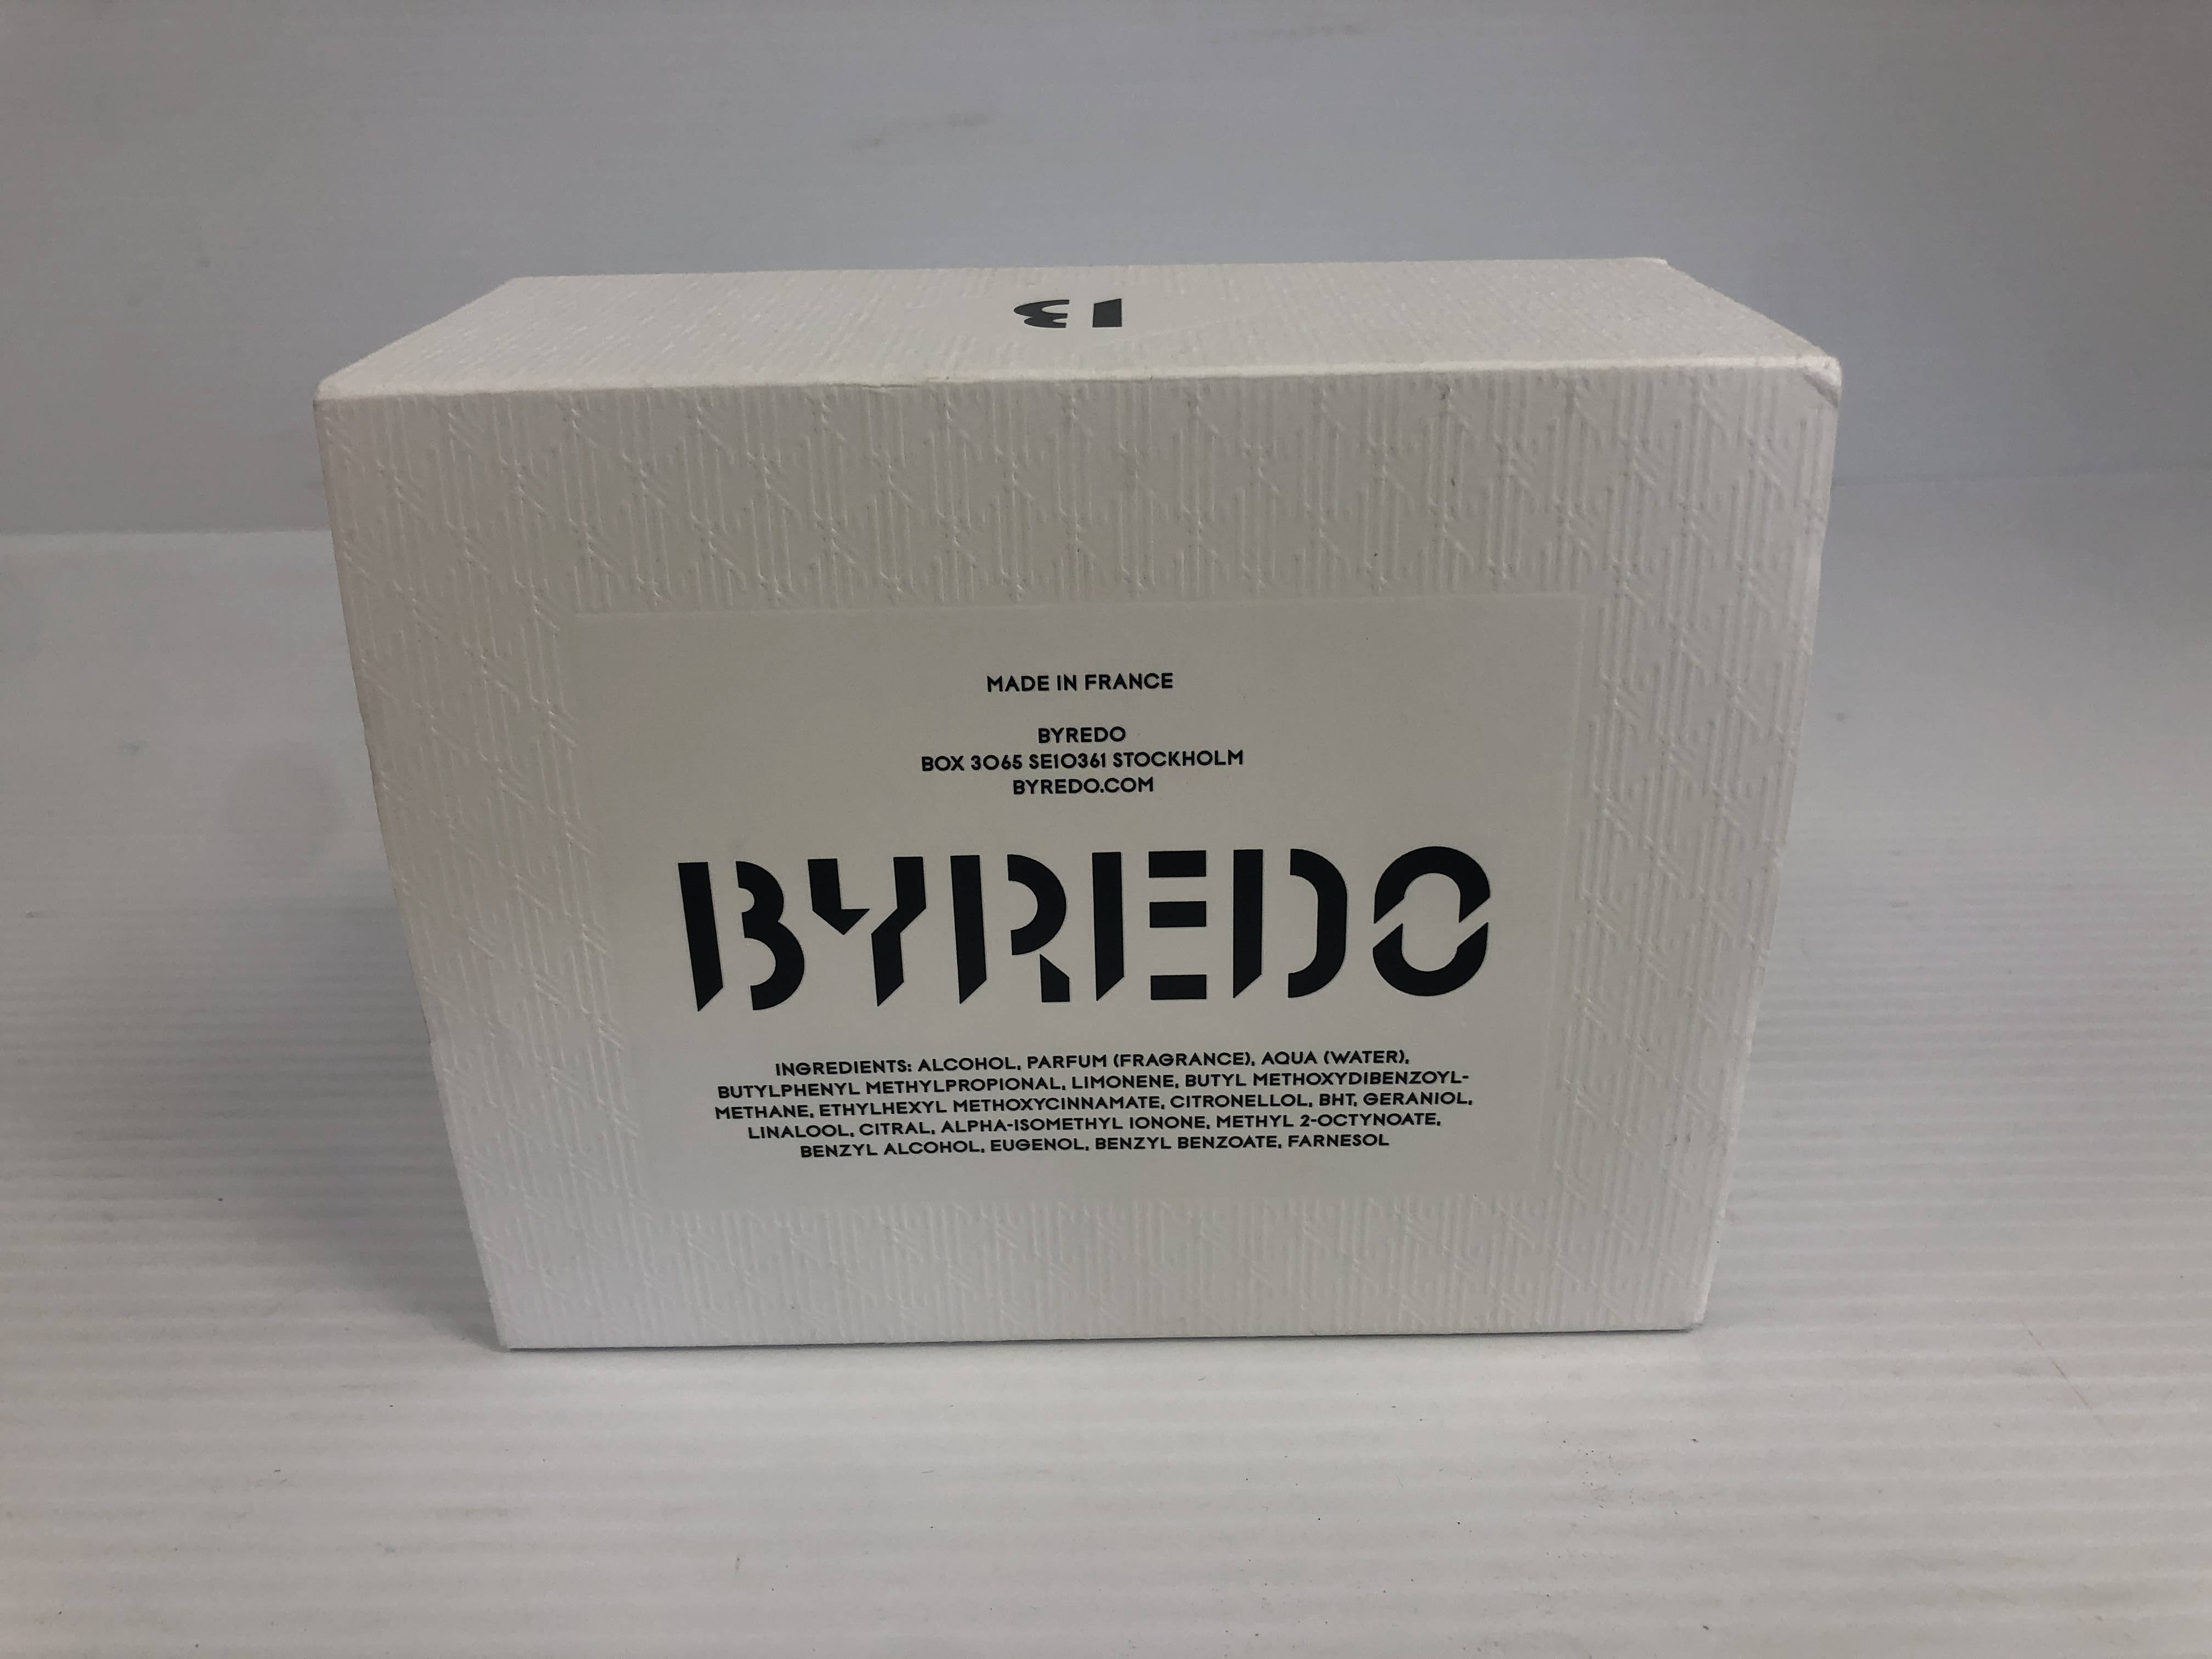 B
MADE IN FRANCE
BYREDO
BOX 3065 SE10361 STOCKHOLM
BYREDO.COM
BYREDO
INGREDIENTS: ALCOHOL, PARFUM (FRAGRANCE), AQUA (WATER),
BUTYLPHENYL METHYLPROPIONAL, LIMONENE, BUTYL METHOXYDIBENZOYL-
METHANE, ETHYLHEXYL METHOXYCINNAMATE, CITRONELLOL, BHT, GERANIOL,
LINALOOL, CITRAL, ALPHA-ISOMETHYL IONONE, METHYL 2-OCTYNOATE,
BENZYL ALCOHOL, EUGENOL, BENZYL BENZOATE, FARNESOL